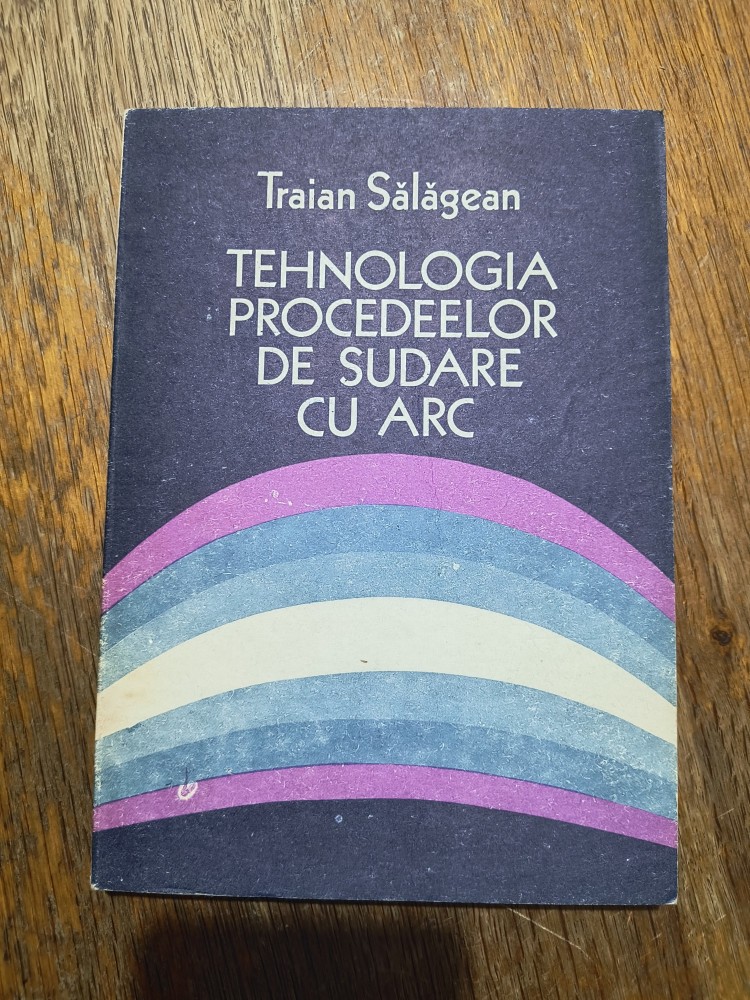 Traian Sălăgean
TEHNOLOGIA
PROCEDEELOR
DE SUDARE
CU ARC